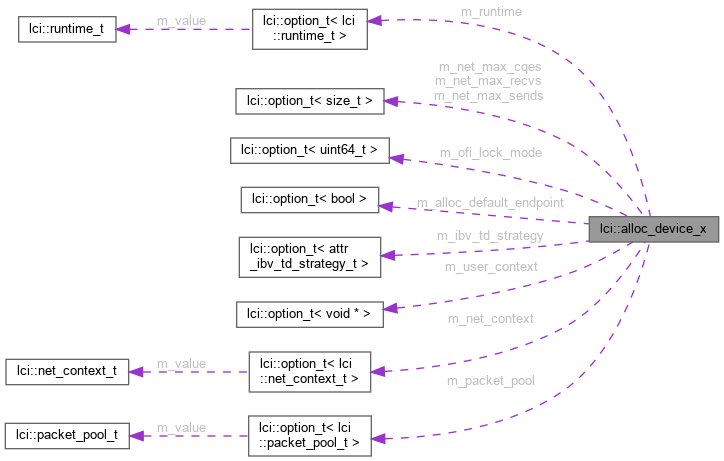 lci::runtime_t
m_value
lci::option_t< lci
::runtime_t >
m_runtime
lci::option_t< size_t >
m_net_max_cqes
m_net_max_recvs
m_net_max_sends
lci::option_t< uint64_t >
m_ofi_lock_mode
lci::option_t< bool >
m_alloc_default_endpoint
lci::alloc_device_x
lci::option_t< attr
_ibv_td_strategy_t >
m_ibv_td_strategy
lci::option_t< void * >
m_user_context
lci::net_context_t
m_value
lci::option_t< lci
::net_context_t >
m_net_context
lci::packet_pool_t
m_value
lci::option_t< lci
::packet_pool_t >
m_packet_pool